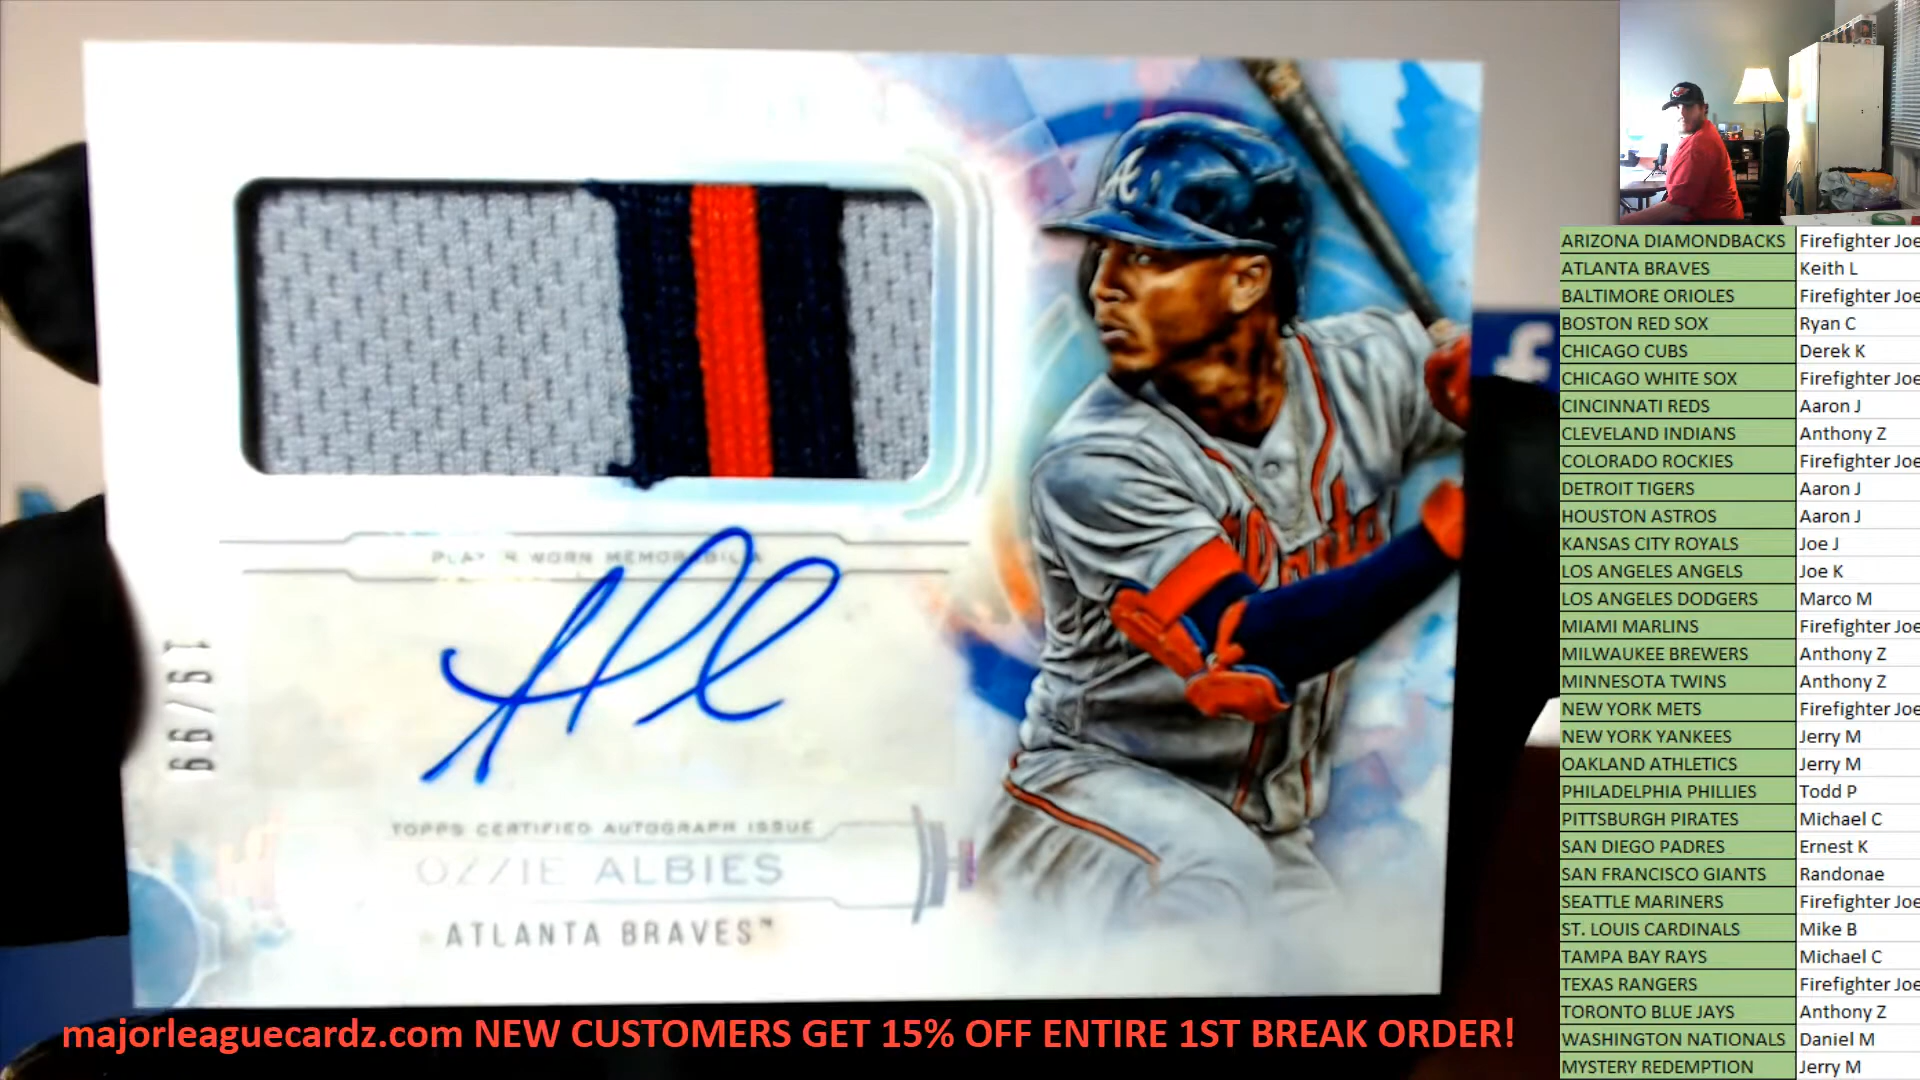 PLAYER WORN MEMORABILIA
19/99
TOPPS CERTIFIED AUTOGRAPH ISSUE
OZZIE ALBIES
ATLANTA BRAVES™
A
f
ARIZONA DIAMONDBACKS Firefighter Joe
ATLANTA BRAVES Keith L
BALTIMORE ORIOLES Firefighter Joe
BOSTON RED SOX Ryan C
CHICAGO CUBS Derek K
CHICAGO WHITE SOX Firefighter Joe
CINCINNATI REDS Aaron J
CLEVELAND INDIANS Anthony Z
COLORADO ROCKIES Firefighter Joe
DETROIT TIGERS Aaron J
HOUSTON ASTROS Aaron J
KANSAS CITY ROYALS Joe J
LOS ANGELES ANGELS Joe K
LOS ANGELES DODGERS Marco M
MIAMI MARLINS Firefighter Joe
MILWAUKEE BREWERS Anthony Z
MINNESOTA TWINS Anthony Z
NEW YORK METS Firefighter Joe
NEW YORK YANKEES Jerry M
OAKLAND ATHLETICS Jerry M
PHILADELPHIA PHILLIES Todd P
PITTSBURGH PIRATES Michael C
SAN DIEGO PADRES Ernest K
SAN FRANCISCO GIANTS Randonae
SEATTLE MARINERS Firefighter Joe
ST. LOUIS CARDINALS Mike B
TAMPA BAY RAYS Michael C
TEXAS RANGERS Firefighter Joe
TORONTO BLUE JAYS Anthony Z
WASHINGTON NATIONALS Daniel M
MYSTERY REDEMPTION Jerry M
majorleaguecardz.com NEW CUSTOMERS GET 15% OFF ENTIRE 1ST BREAK ORDER!